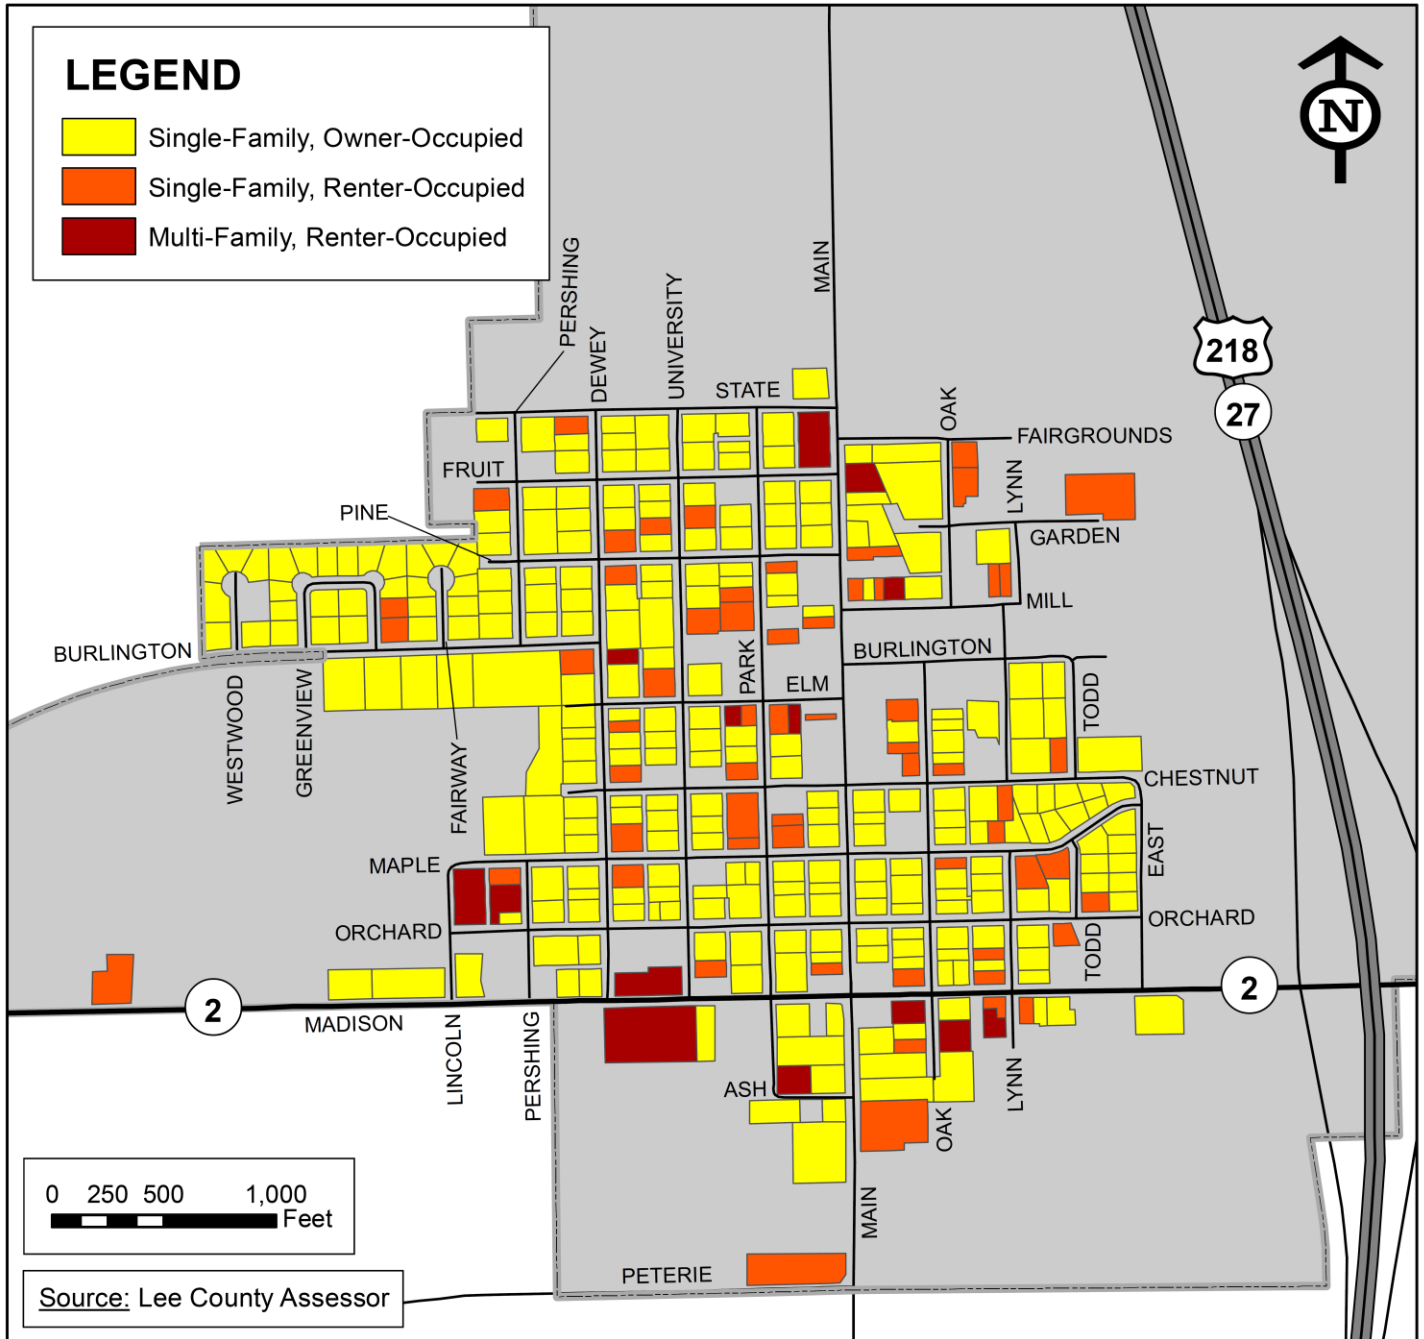 LEGEND
Single-Family, Owner-Occupied
Single-Family, Renter-Occupied
Multi-Family, Renter-Occupied
N
PERSHING
DEWEY
UNIVERSITY
MAIN
218
27
STATE
OAK
FAIRGROUNDS
LYNN
FRUIT
PINE
GARDEN
MILL
BURLINGTON
BURLINGTON
PARK
ELM
TODD
WESTWOOD
GREENVIEW
FAIRWAY
CHESTNUT
MAPLE
EAST
ORCHARD
ORCHARD
TODD
2
2
MADISON
LINCOLN
PERSHING
ASH
OAK
LYNN
MAIN
0 250 500 1,000
Feet
PETERIE
Source: Lee County Assessor